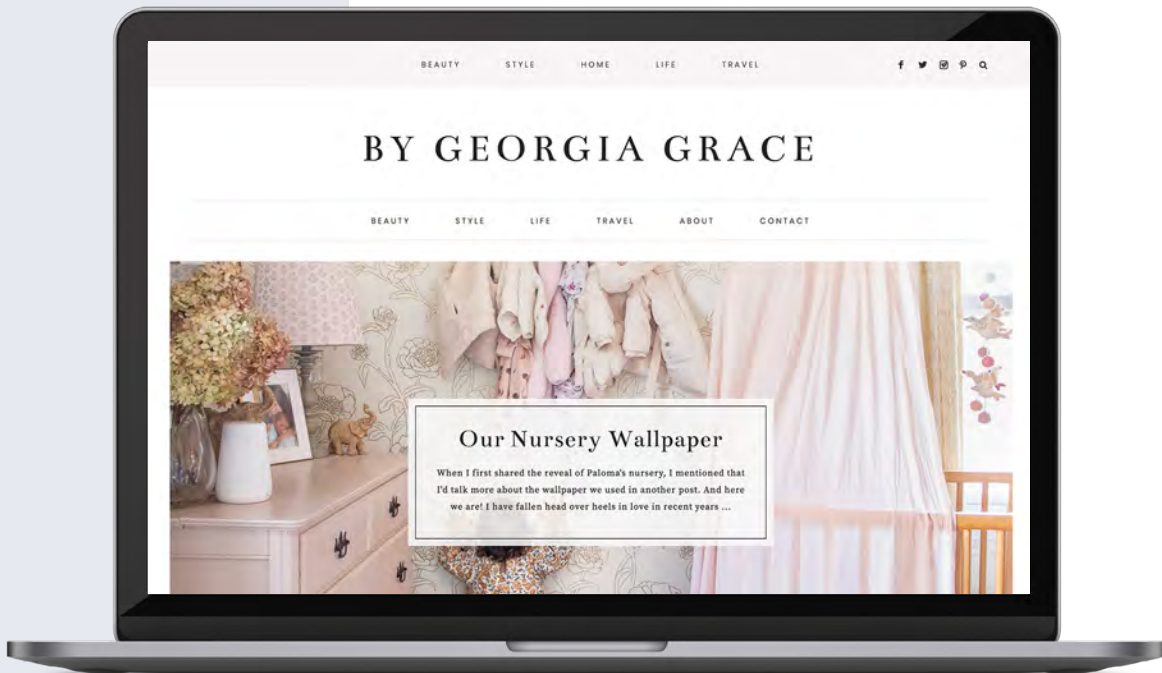 BEAUTY STYLE HOME LIFE TRAVEL
BY GEORGIA GRACE
BEAUTY STYLE LIFE TRAVEL ABOUT CONTACT
Our Nursery Wallpaper
When I first shared the reveal of Paloma's nursery, I mentioned that
I'd talk more about the wallpaper we used in another post. And here
we are! I have fallen head over heels in love in recent years ...